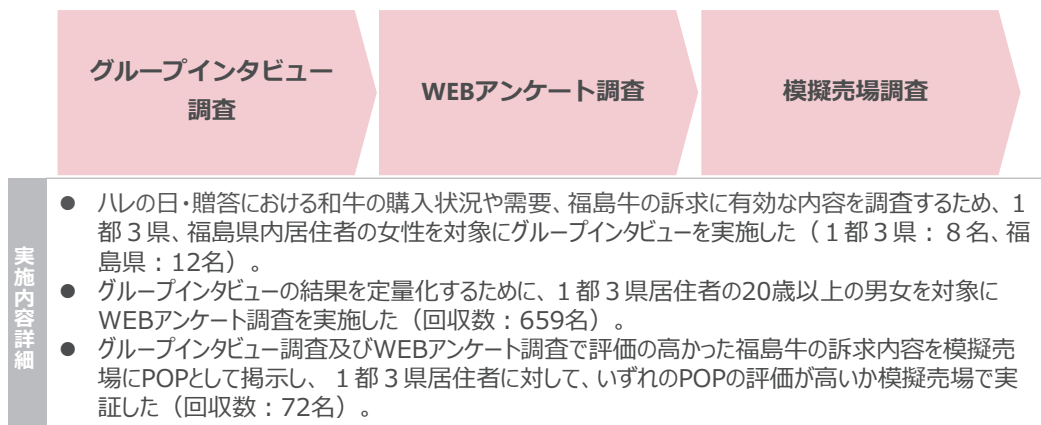 グループインタビュー
調査
WEBアンケート調査
模擬売場調査
実施内容詳細
● ハレの日・贈答における和牛の購入状況や需要、福島牛の訴求に有効な内容を調査するため、１
都３県、福島県内居住者の女性を対象にグループインタビューを実施した（１都３県：８名、福
島県：12名）。
● グループインタビューの結果を定量化するために、１都３県居住者の20歳以上の男女を対象に
WEBアンケート調査を実施した（回収数：659名）。
● グループインタビュー調査及びWEBアンケート調査で評価の高かった福島牛の訴求内容を模擬売
場にPOPとして掲示し、１都３県居住者に対して、いずれのPOPの評価が高いか模擬売場で実
証した（回収数：72名）。